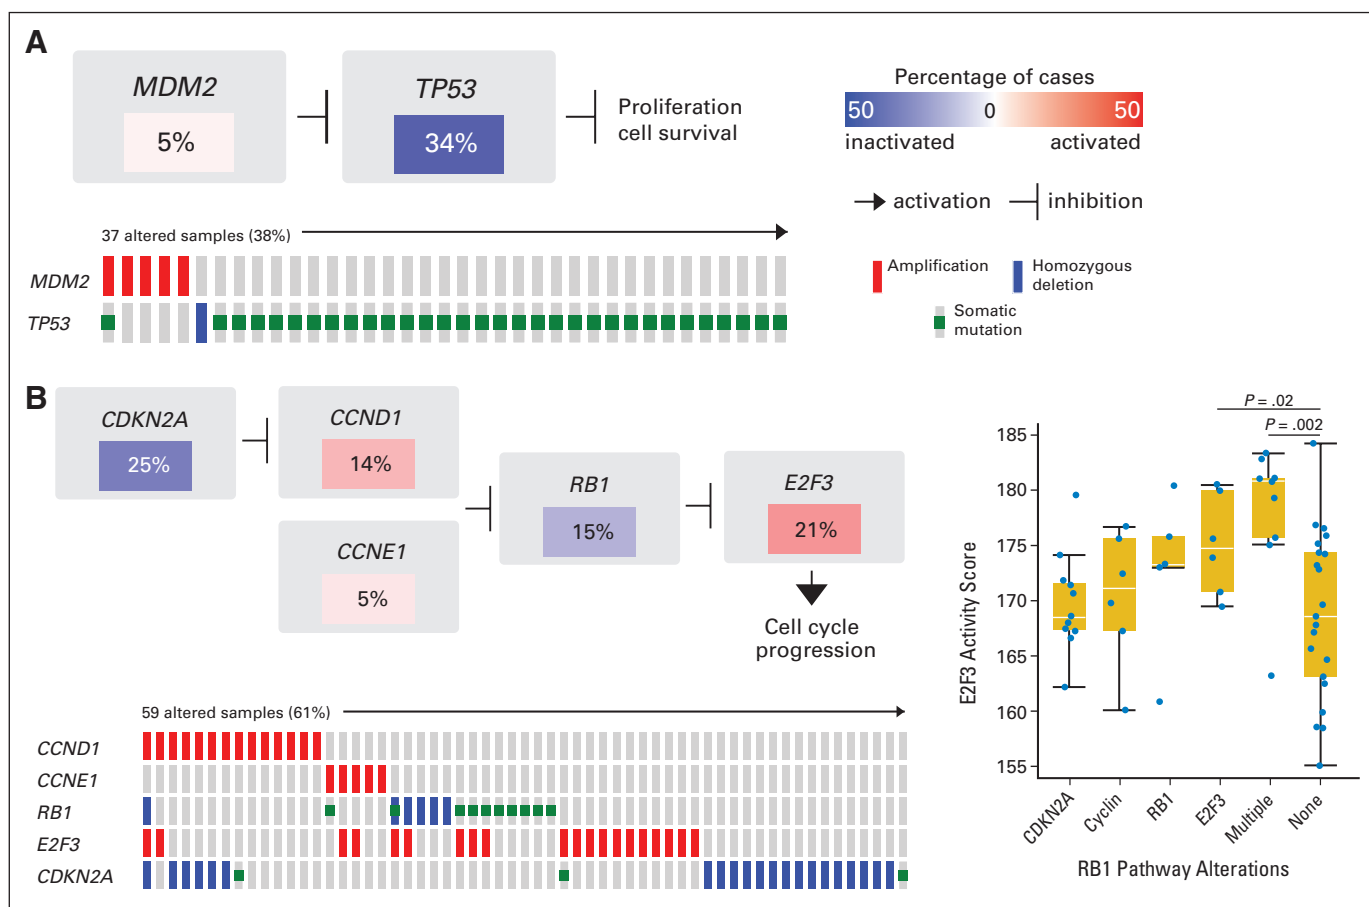 A
MDM2
5%
TP53
34%
Proliferation
cell survival
Percentage of cases
50
0
50
inactivated
activated
activation
inhibition
37 altered samples (38%)
MDM2
TP53
Amplification
Homozygous
deletion
Somatic
mutation
B
CDKN2A
25%
CCND1
14%
CCNE1
5%
RB1
15%
E2F3
21%
Cell cycle
progression
59 altered samples (61%)
CCND1
CCNE1
RB1
E2F3
CDKN2A
P = .02
P = .002
E2F3 Activity Score
185
180
175
170
165
160
155
CDKN2A
Cyclin
RB1
E2F3
Multiple
None
RB1 Pathway Alterations